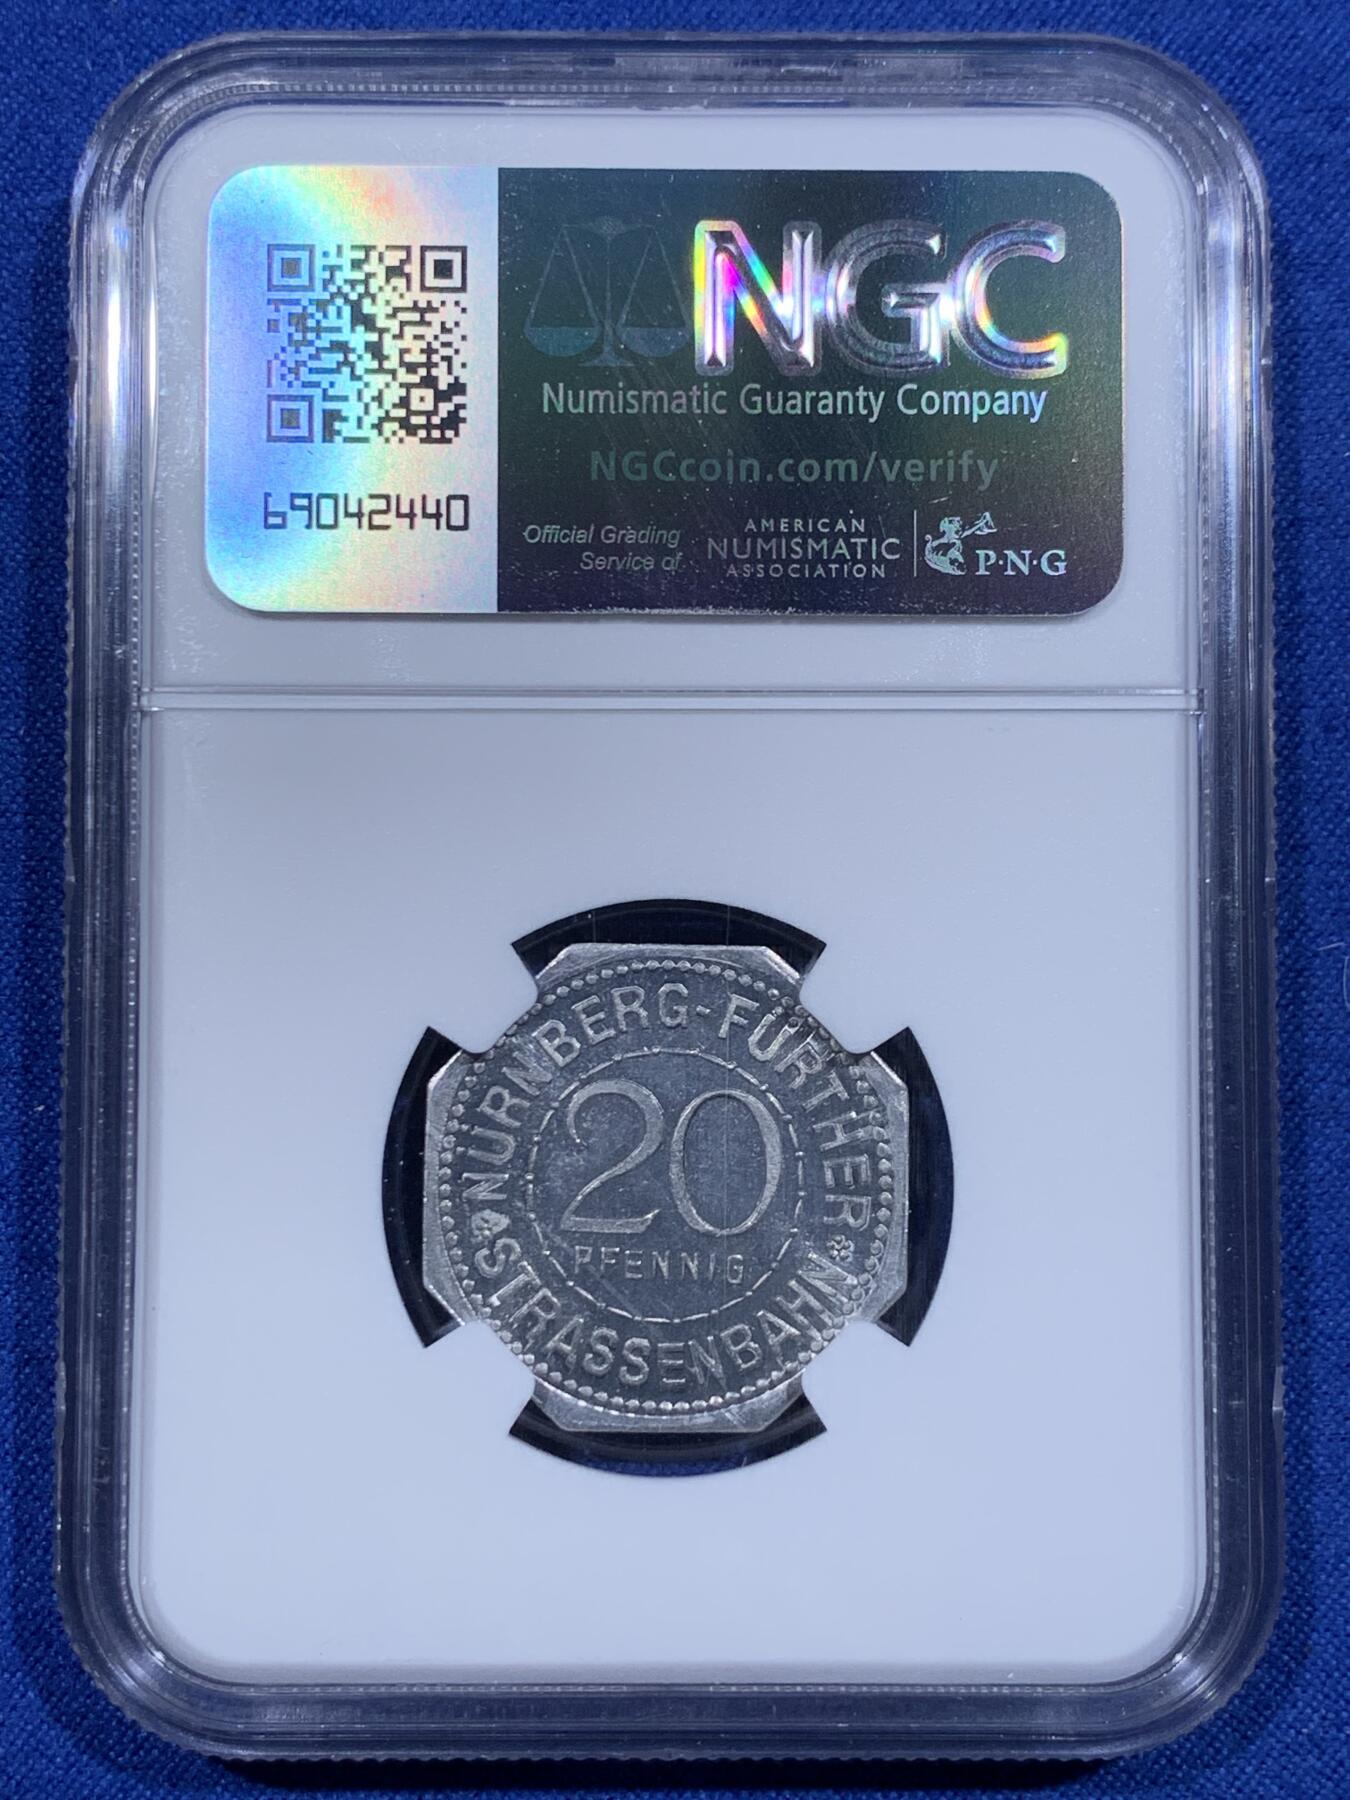 NGC
Numismatic Guaranty Company
NGCcoin.com/verify
69042440
Official Grading
Service of
AMERICAN
NUMISMATIC
ASSOCIATION
P·N·G
NÜRNBERG-FÜRTHER
20
PFENNIG
STRASSENBAHN